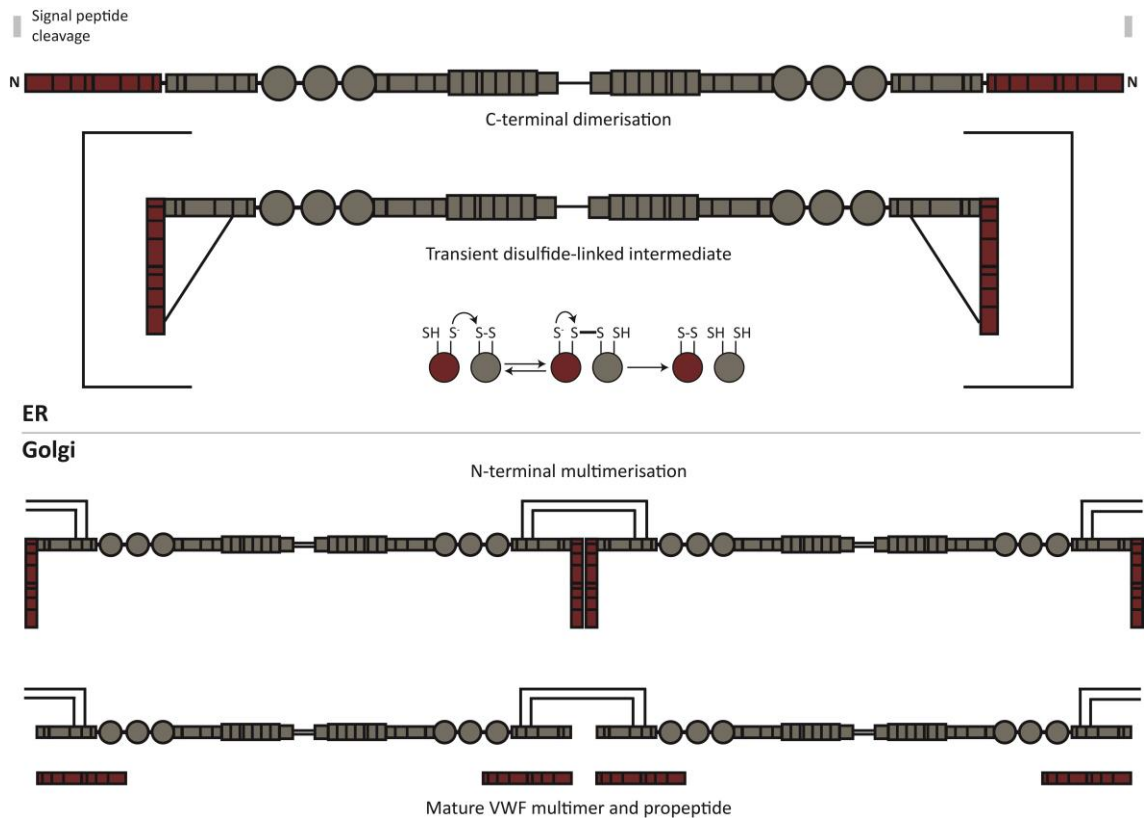 Signal peptide
cleavage
N
N
C-terminal dimerisation
Transient disulfide-linked intermediate
SH S- S-S S- S S SH S-S SH SH
ER
Golgi
N-terminal multimerisation
Mature VWF multimer and propeptide